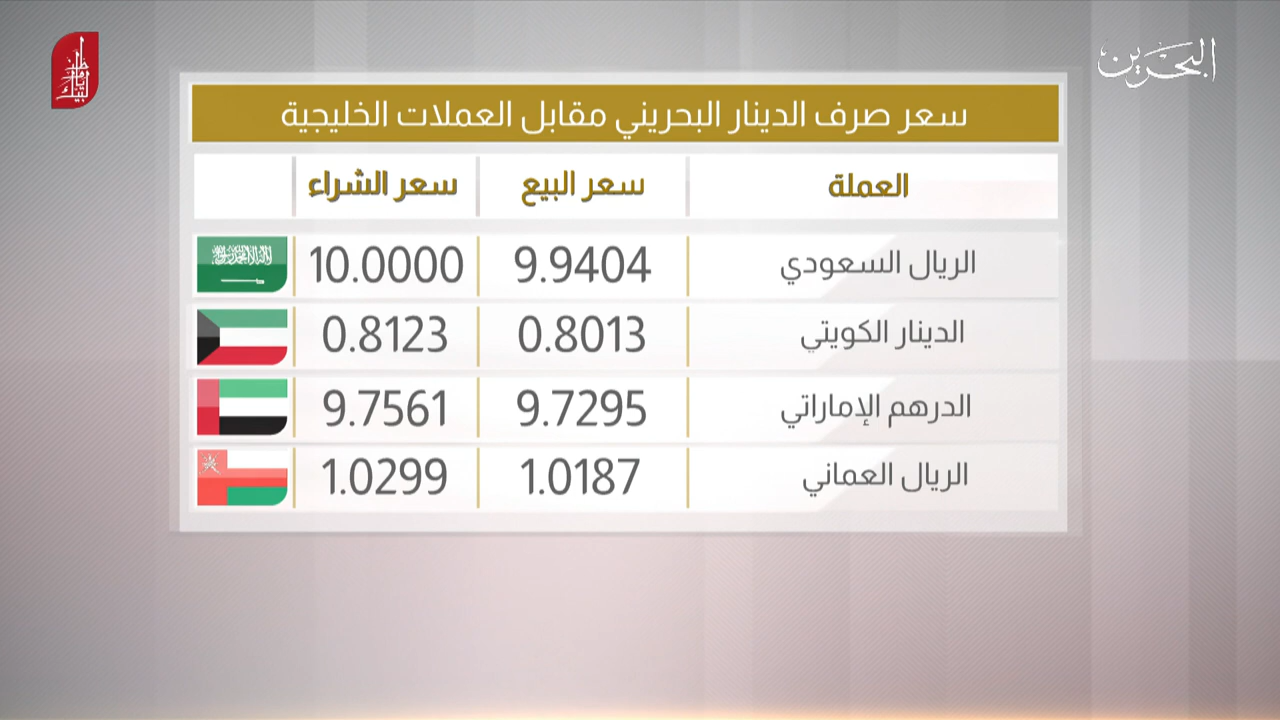 البحرين
سعر صرف الدينار البحريني مقابل العملات الخليجية
العملة سعر البيع سعر الشراء
الريال السعودي 9.9404 10.0000
الدينار الكويتي 0.8013 0.8123
الدرهم الإماراتي 9.7295 9.7561
الريال العماني 1.0187 1.0299